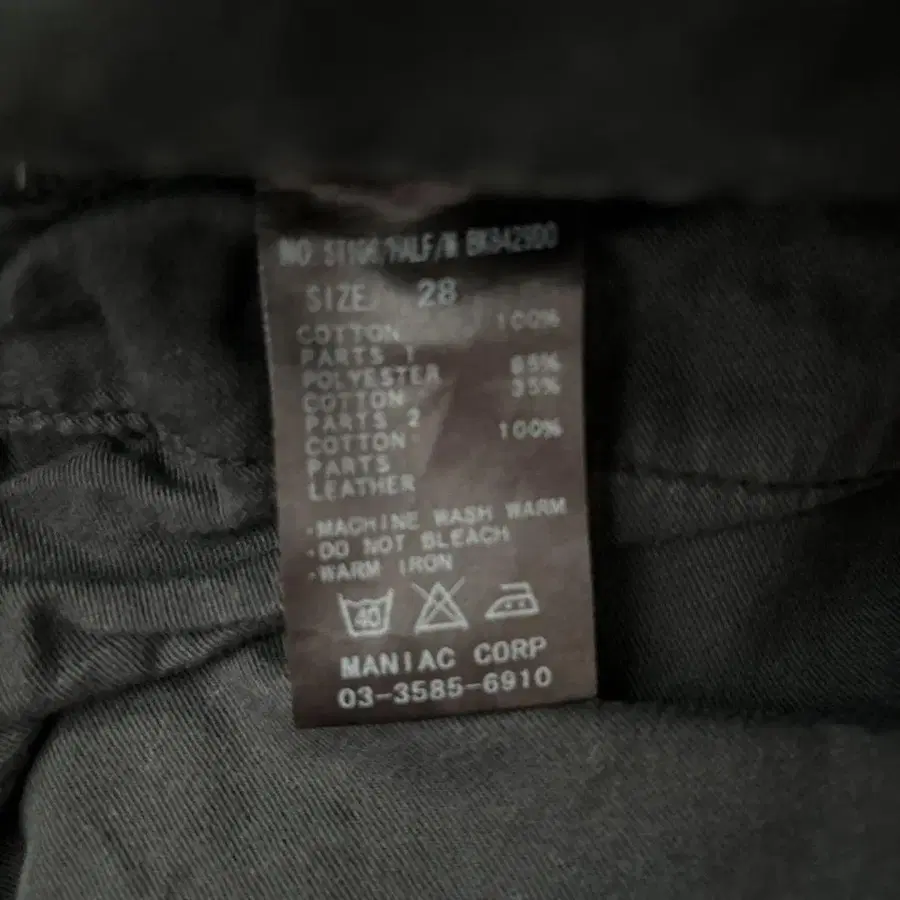 SIZE/ 28
COTTON 100%
PARTS 1
POLYESTER 65%
COTTON 35%
PARTS 2
COTTON 100%
PARTS
LEATHER
·MACHINE WASH WARM
·DO NOT BLEACH
·WARM IRON
40
MANIAC CORP
03-3585-6910